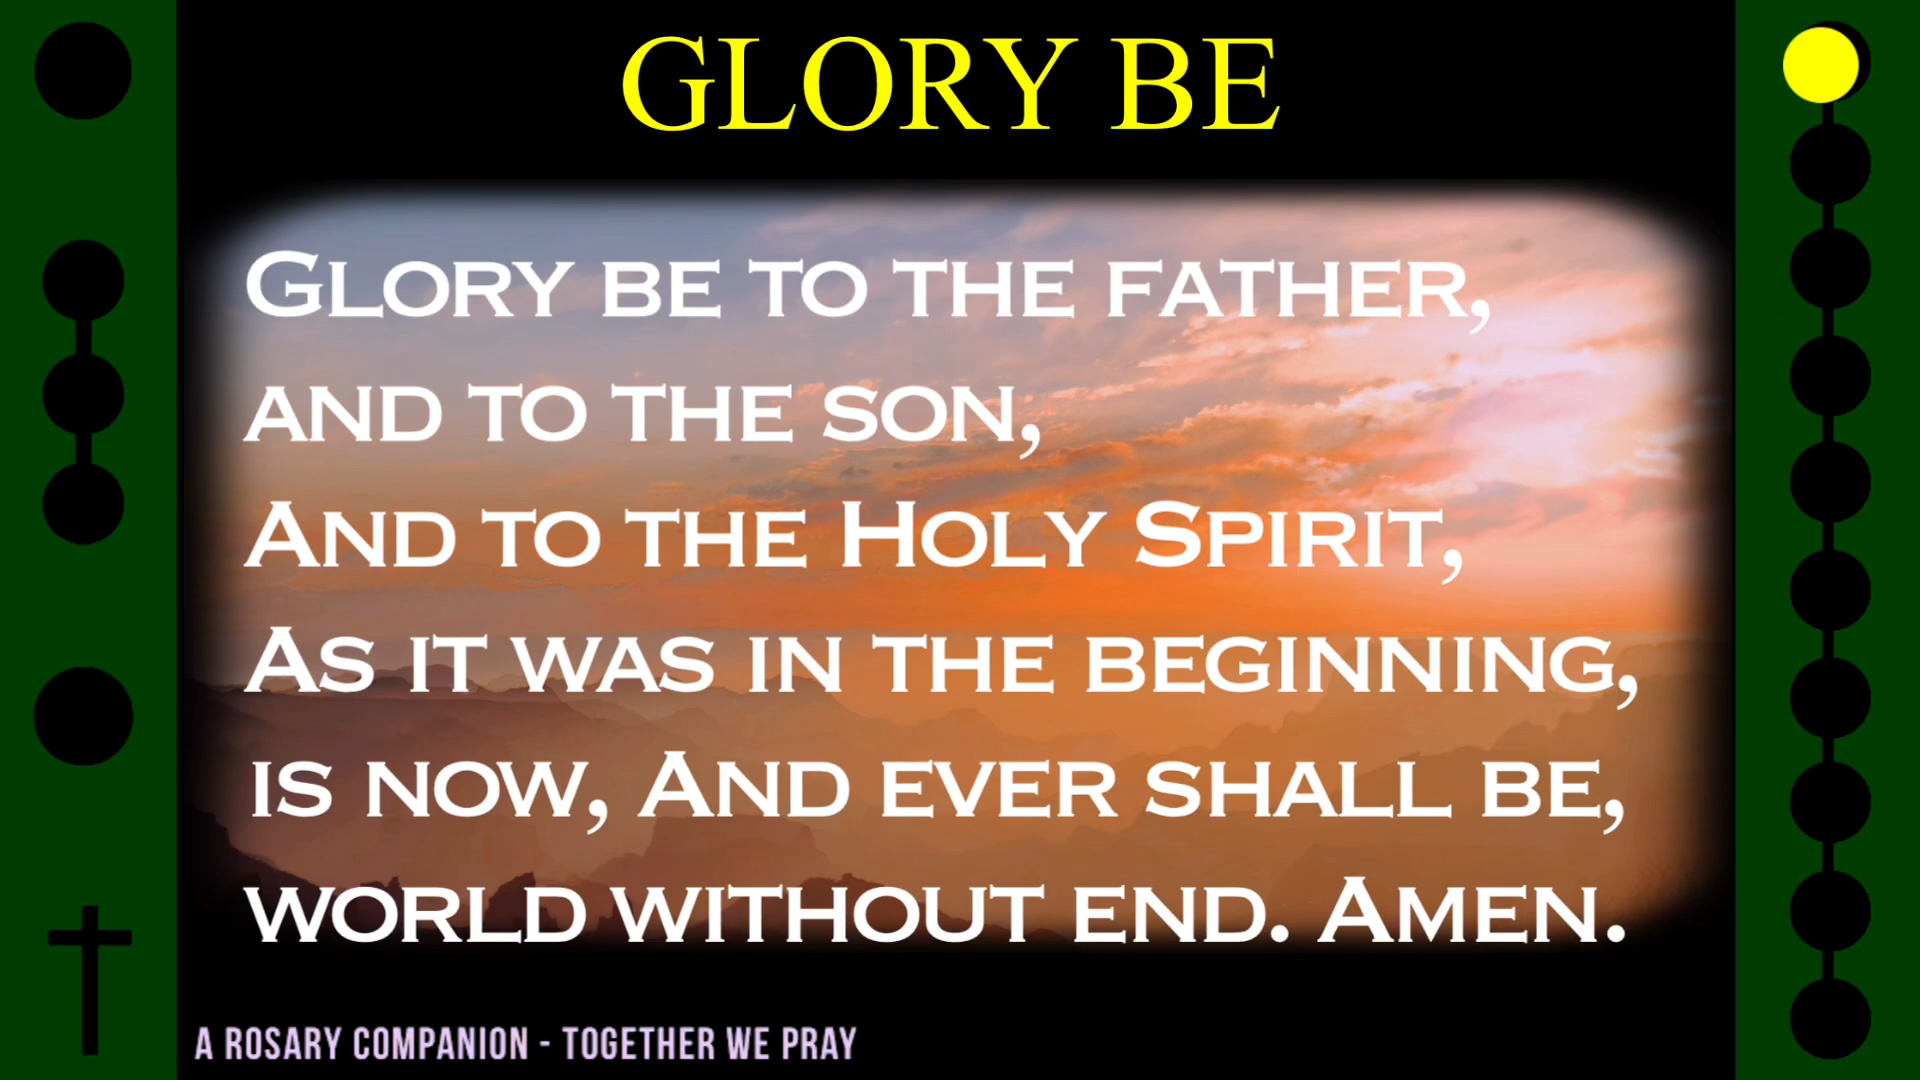 GLORY BE
Glory be to the father,
and to the son,
And to the Holy Spirit,
As it was in the beginning,
is now, And ever shall be,
world without end. Amen.
A ROSARY COMPANION - TOGETHER WE PRAY